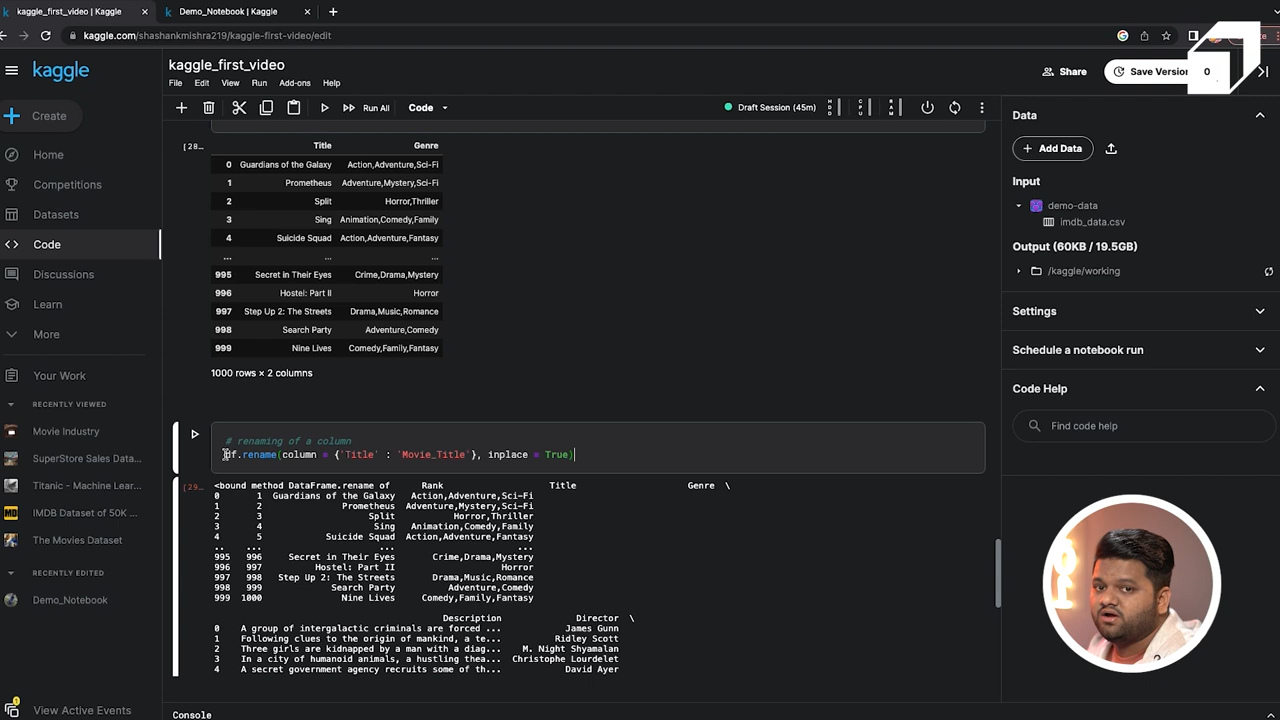 kaggle_first_video | Kaggle
Demo_Notebook | Kaggle
kaggle.com/shashankmishra219/kaggle-first-video/edit
kaggle
Create
Home
Competitions
Datasets
Code
Discussions
Learn
More
Your Work
RECENTLY VIEWED
Movie Industry
SuperStore Sales Data...
Titanic - Machine Lear...
IMDB Dataset of 50K ...
The Movies Dataset
RECENTLY EDITED
Demo_Notebook
View Active Events
kaggle_first_video
File Edit View Run Add-ons Help
Share
Save Version
0
Run All
Code
Draft Session (45m)
HDD
CPU
RAM
[28...
Title Genre
0 Guardians of the Galaxy Action,Adventure,Sci-Fi
1 Prometheus Adventure,Mystery,Sci-Fi
2 Split Horror,Thriller
3 Sing Animation,Comedy,Family
4 Suicide Squad Action,Adventure,Fantasy
... ... ...
995 Secret in Their Eyes Crime,Drama,Mystery
996 Hostel: Part II Horror
997 Step Up 2: The Streets Drama,Music,Romance
998 Search Party Adventure,Comedy
999 Nine Lives Comedy,Family,Fantasy
1000 rows × 2 columns
# renaming of a column
df.rename(column = {'Title' : 'Movie_Title'}, inplace = True)
[29...
<bound method DataFrame.rename of Rank Title Genre \
0 1 Guardians of the Galaxy Action,Adventure,Sci-Fi
1 2 Prometheus Adventure,Mystery,Sci-Fi
2 3 Split Horror,Thriller
3 4 Sing Animation,Comedy,Family
4 5 Suicide Squad Action,Adventure,Fantasy
.. ... ... ...
995 996 Secret in Their Eyes Crime,Drama,Mystery
996 997 Hostel: Part II Horror
997 998 Step Up 2: The Streets Drama,Music,Romance
998 999 Search Party Adventure,Comedy
999 1000 Nine Lives Comedy,Family,Fantasy
Description Director \
0 A group of intergalactic criminals are forced ... James Gunn
1 Following clues to the origin of mankind, a te... Ridley Scott
2 Three girls are kidnapped by a man with a diag... M. Night Shyamalan
3 In a city of humanoid animals, a hustling thea... Christophe Lourdelet
4 A secret government agency recruits some of th... David Ayer
Console
Data
Add Data
Input
demo-data
imdb_data.csv
Output (60KB / 19.5GB)
/kaggle/working
Settings
Schedule a notebook run
Code Help
Find code help